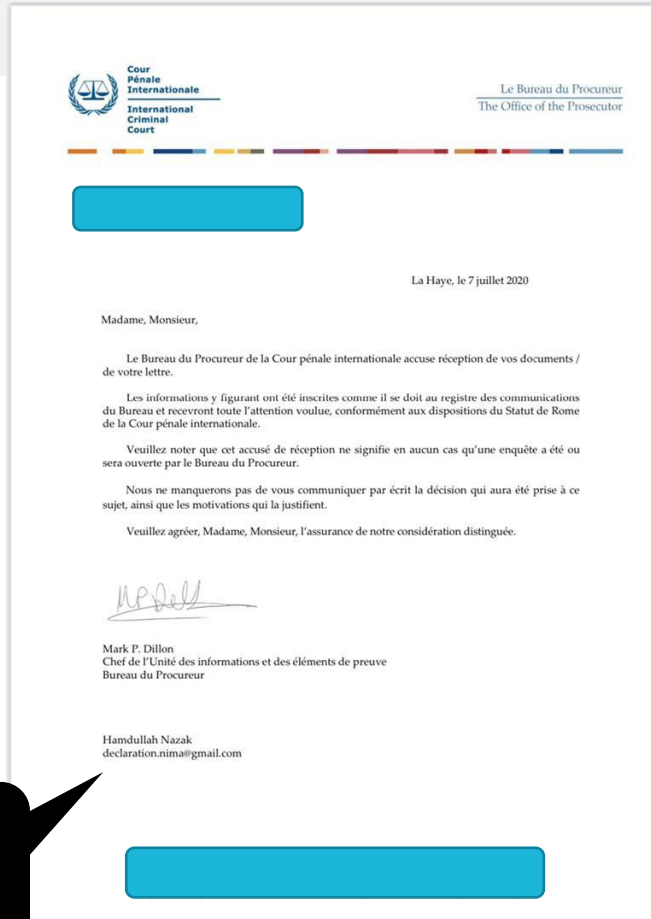 Cour
Pénale
Internationale
International
Criminal
Court
Le Bureau du Procureur
The Office of the Prosecutor
La Haye, le 7 juillet 2020
Madame, Monsieur,
Le Bureau du Procureur de la Cour pénale internationale accuse réception de vos documents /
de votre lettre.
Les informations y figurant ont été inscrites comme il se doit au registre des communications
du Bureau et recevront toute l'attention voulue, conformément aux dispositions du Statut de Rome
de la Cour pénale internationale.
Veuillez noter que cet accusé de réception ne signifie en aucun cas qu'une enquête a été ou
sera ouverte par le Bureau du Procureur.
Nous ne manquerons pas de vous communiquer par écrit la décision qui aura été prise à ce
sujet, ainsi que les motivations qui la justifient.
Veuillez agréer, Madame, Monsieur, l'assurance de notre considération distinguée.
Mark P. Dillon
Chef de l'Unité des informations et des éléments de preuve
Bureau du Procureur
Hamdullah Nazak
declaration.nima@gmail.com